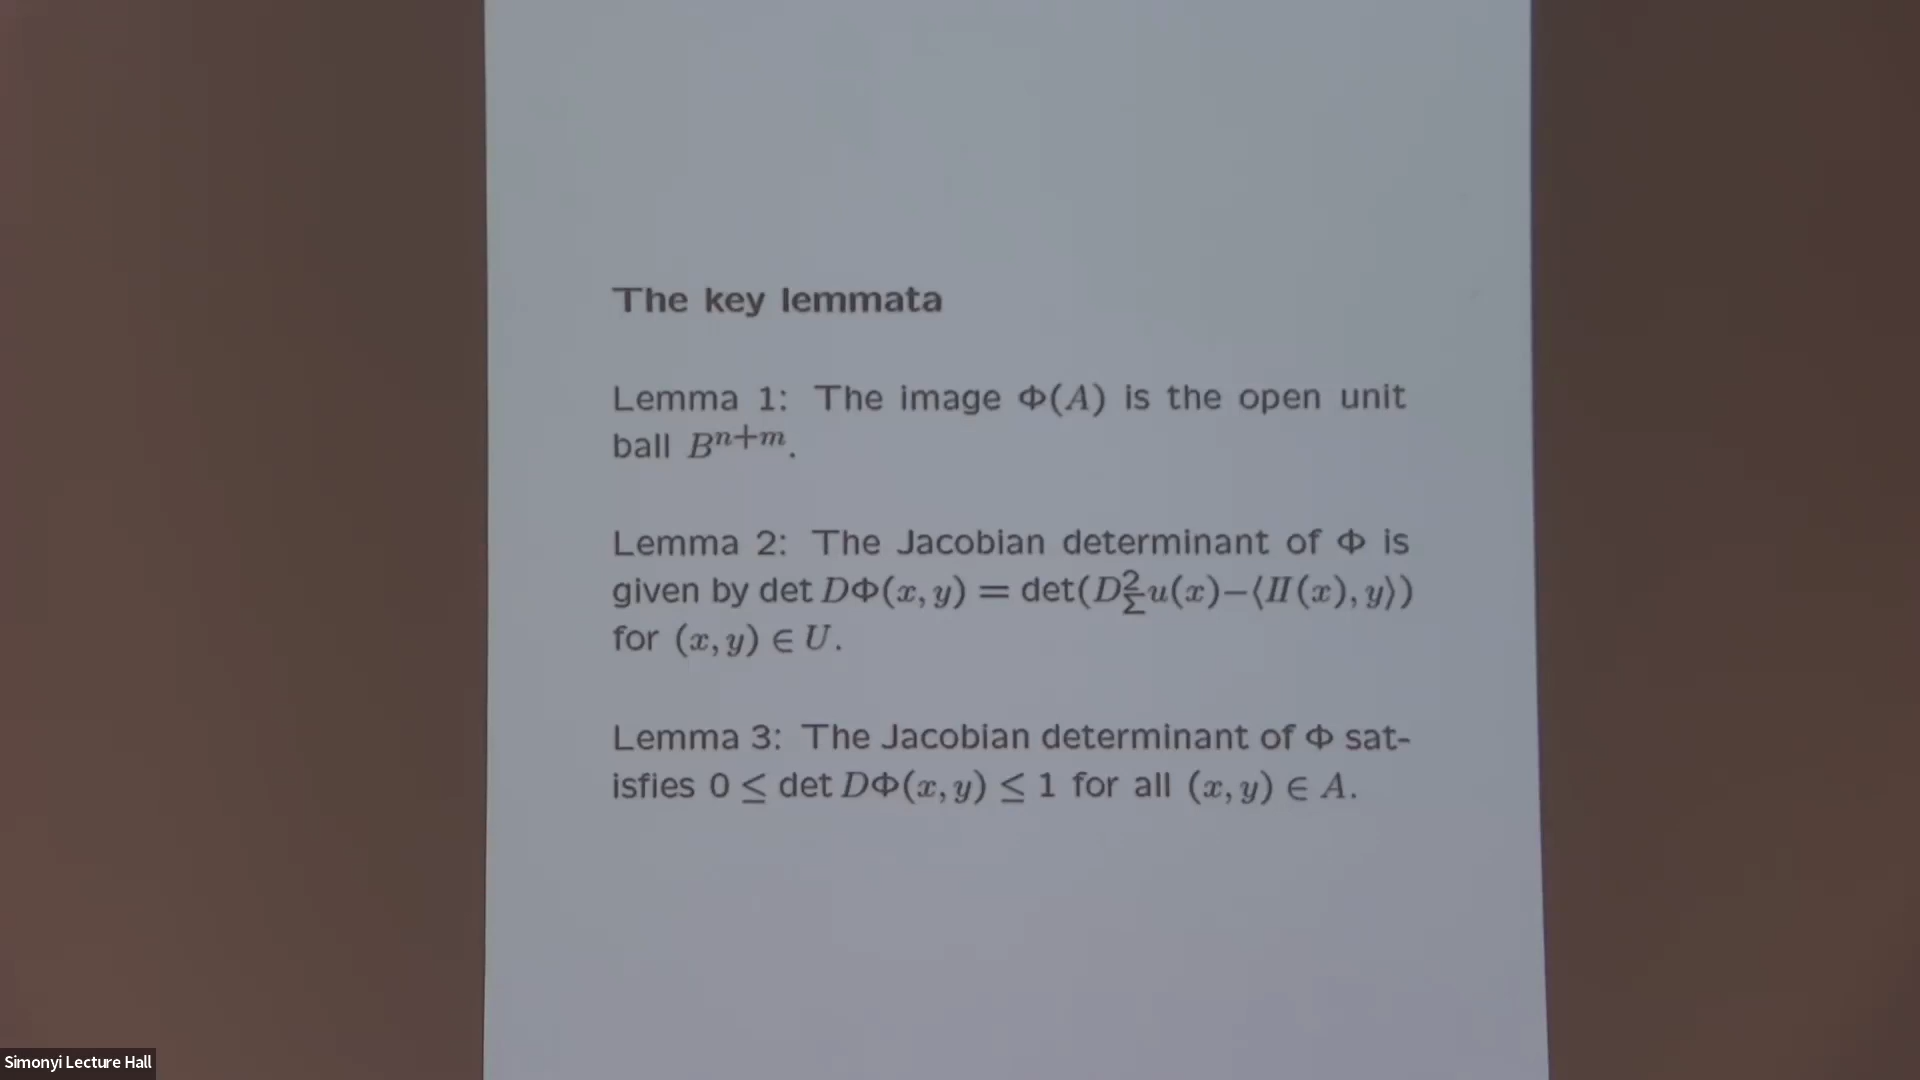 The key lemmata
Lemma 1: The image Φ(A) is the open unit
ball Bⁿ⁺ᵐ.
Lemma 2: The Jacobian determinant of Φ is
given by det DΦ(x, y) = det(D²_Σ u(x)−⟨II(x), y⟩)
for (x, y) ∈ U.
Lemma 3: The Jacobian determinant of Φ sat-
isfies 0 ≤ det DΦ(x, y) ≤ 1 for all (x, y) ∈ A.
Simonyi Lecture Hall